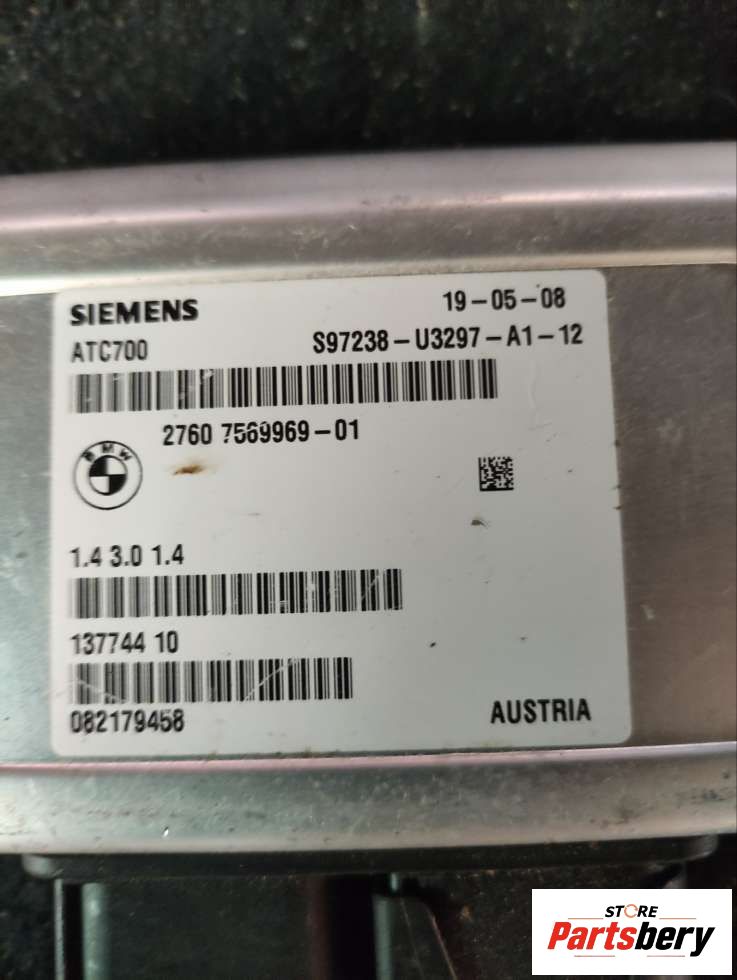 SIEMENS 19-05-08
ATC700 S97238-U3297-A1-12
2760 7569969-01
BMW
1.4 3.0 1.4
137744 10
082179458
AUSTRIA
STORE
Partsbery